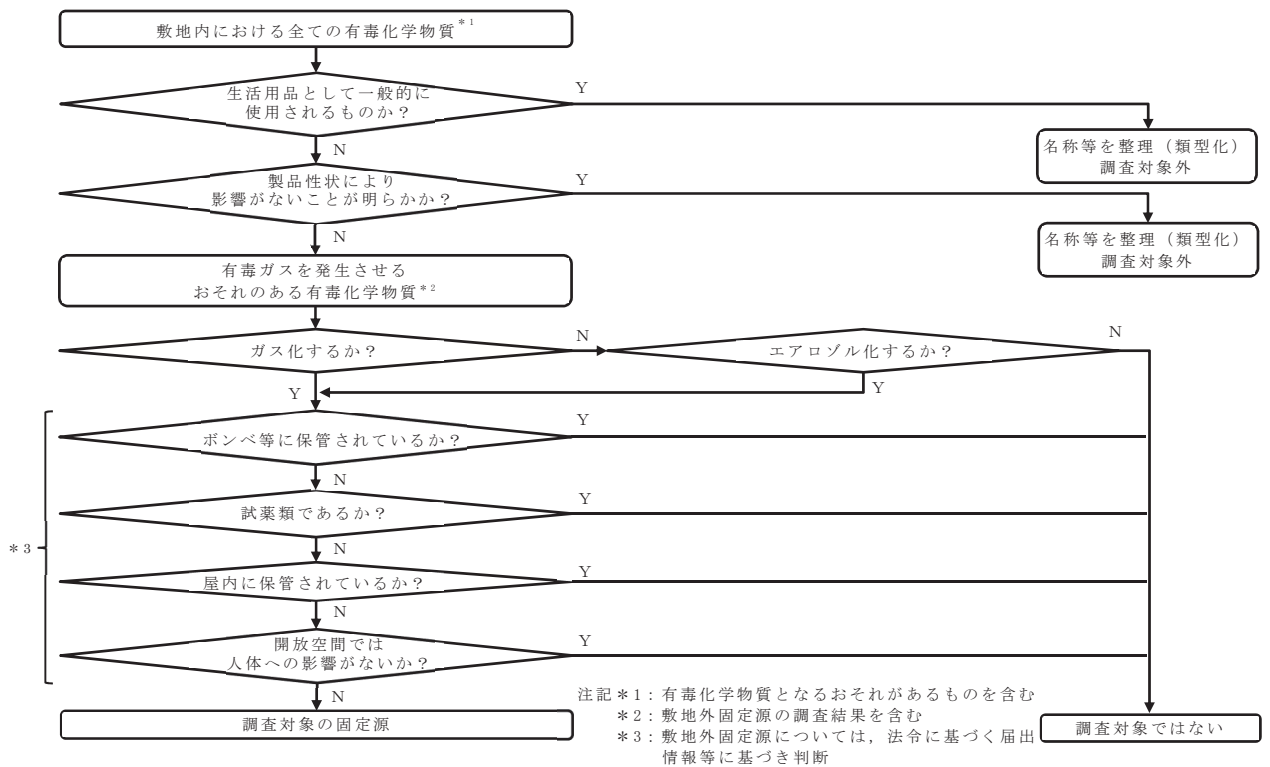 敷地内における全ての有毒化学物質*1
生活用品として一般的に
使用されるものか？
Y
N
名称等を整理（類型化）
調査対象外
製品性状により
影響がないことが明らかか？
Y
N
名称等を整理（類型化）
調査対象外
有毒ガスを発生させる
おそれのある有毒化学物質*2
ガス化するか？
N
エアロゾル化するか？
N
Y
Y
ボンベ等に保管されているか？
Y
N
試薬類であるか？
Y
N
＊3
屋内に保管されているか？
Y
N
開放空間では
人体への影響がないか？
Y
N
調査対象の固定源
調査対象ではない
注記＊1：有毒化学物質となるおそれがあるものを含む
＊2：敷地外固定源の調査結果を含む
＊3：敷地外固定源については，法令に基づく届出
情報等に基づき判断